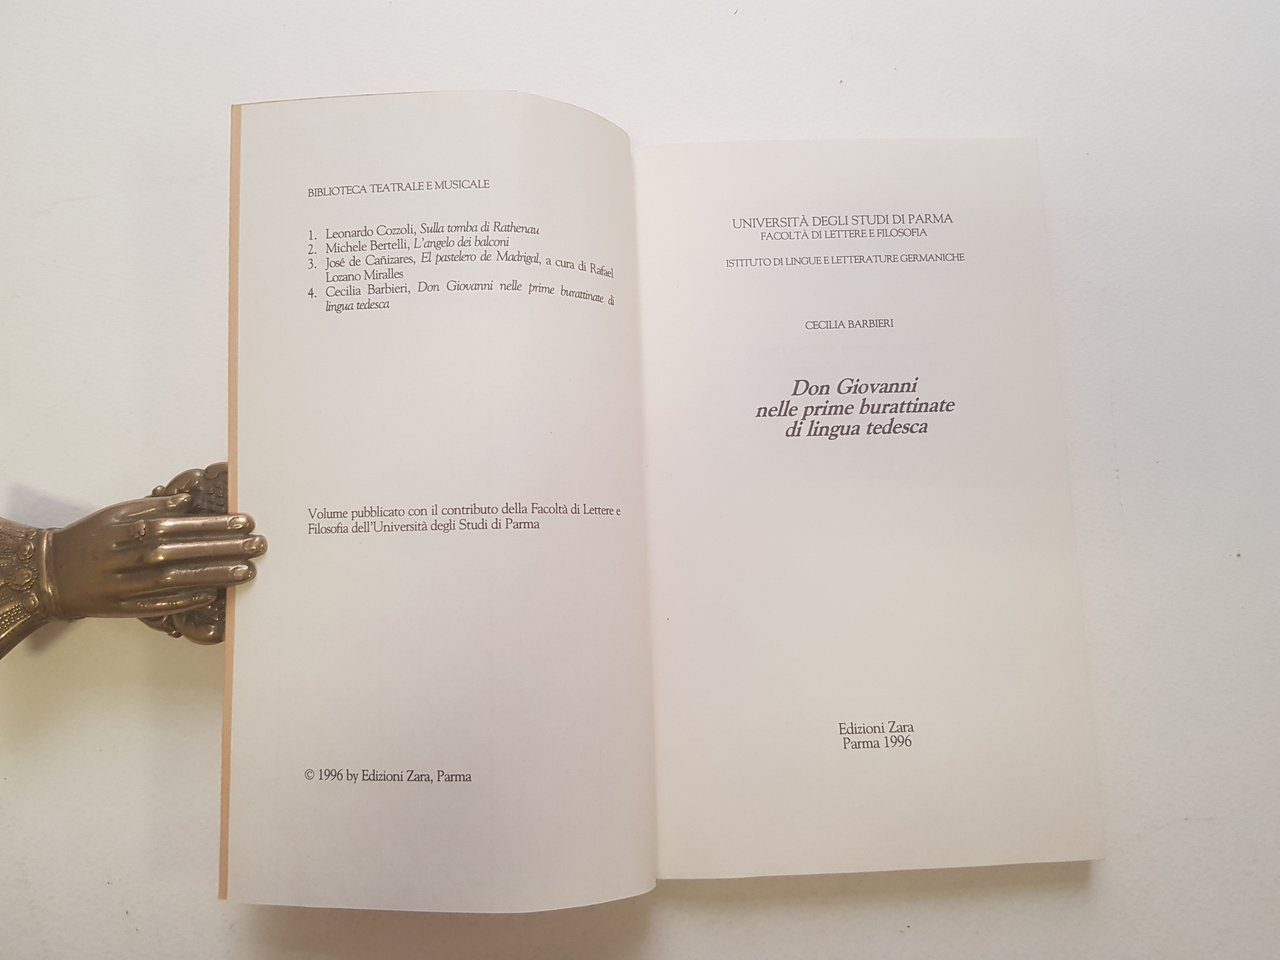 BIBLIOTECA TEATRALE E MUSICALE
1. Leonardo Cozzoli, Sulla tomba di Rathenau
2. Michele Bertelli, L'angelo dei balconi
3. José de Cañizares, El pastelero de Madrigal, a cura di Rafael
Lozano Miralles
4. Cecilia Barbieri, Don Giovanni nelle prime burattinate di
lingua tedesca
Volume pubblicato con il contributo della Facoltà di Lettere e
Filosofia dell'Università degli Studi di Parma
© 1996 by Edizioni Zara, Parma
UNIVERSITÀ DEGLI STUDI DI PARMA
FACOLTÀ DI LETTERE E FILOSOFIA
ISTITUTO DI LINGUE E LETTERATURE GERMANICHE
CECILIA BARBIERI
Don Giovanni
nelle prime burattinate
di lingua tedesca
Edizioni Zara
Parma 1996